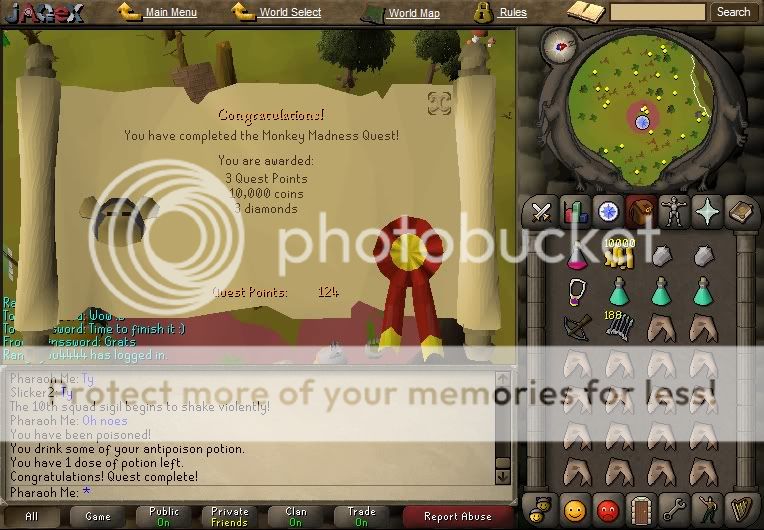 JAGEX
Main Menu
World Select
World Map
Rules
Search
Congratulations!
You have completed the Monkey Madness Quest!
You are awarded:
3 Quest Points
10,000 coins
3 diamonds
Quest Points: 124
photobucket
Protect more of your memories for less!
10000
188
Wow
Time to finish it :)
Grats
has logged in.
Pharaoh Me: Ty
Slicker2: Ty
The 10th squad sigil begins to shake violently!
Pharaoh Me: Oh noes
You have been poisoned!
You drink some of your antipoison potion.
You have 1 dose of potion left.
Congratulations! Quest complete!
Pharaoh Me: *
All
Game
Public
On
Private
Friends
Clan
On
Trade
On
Report Abuse